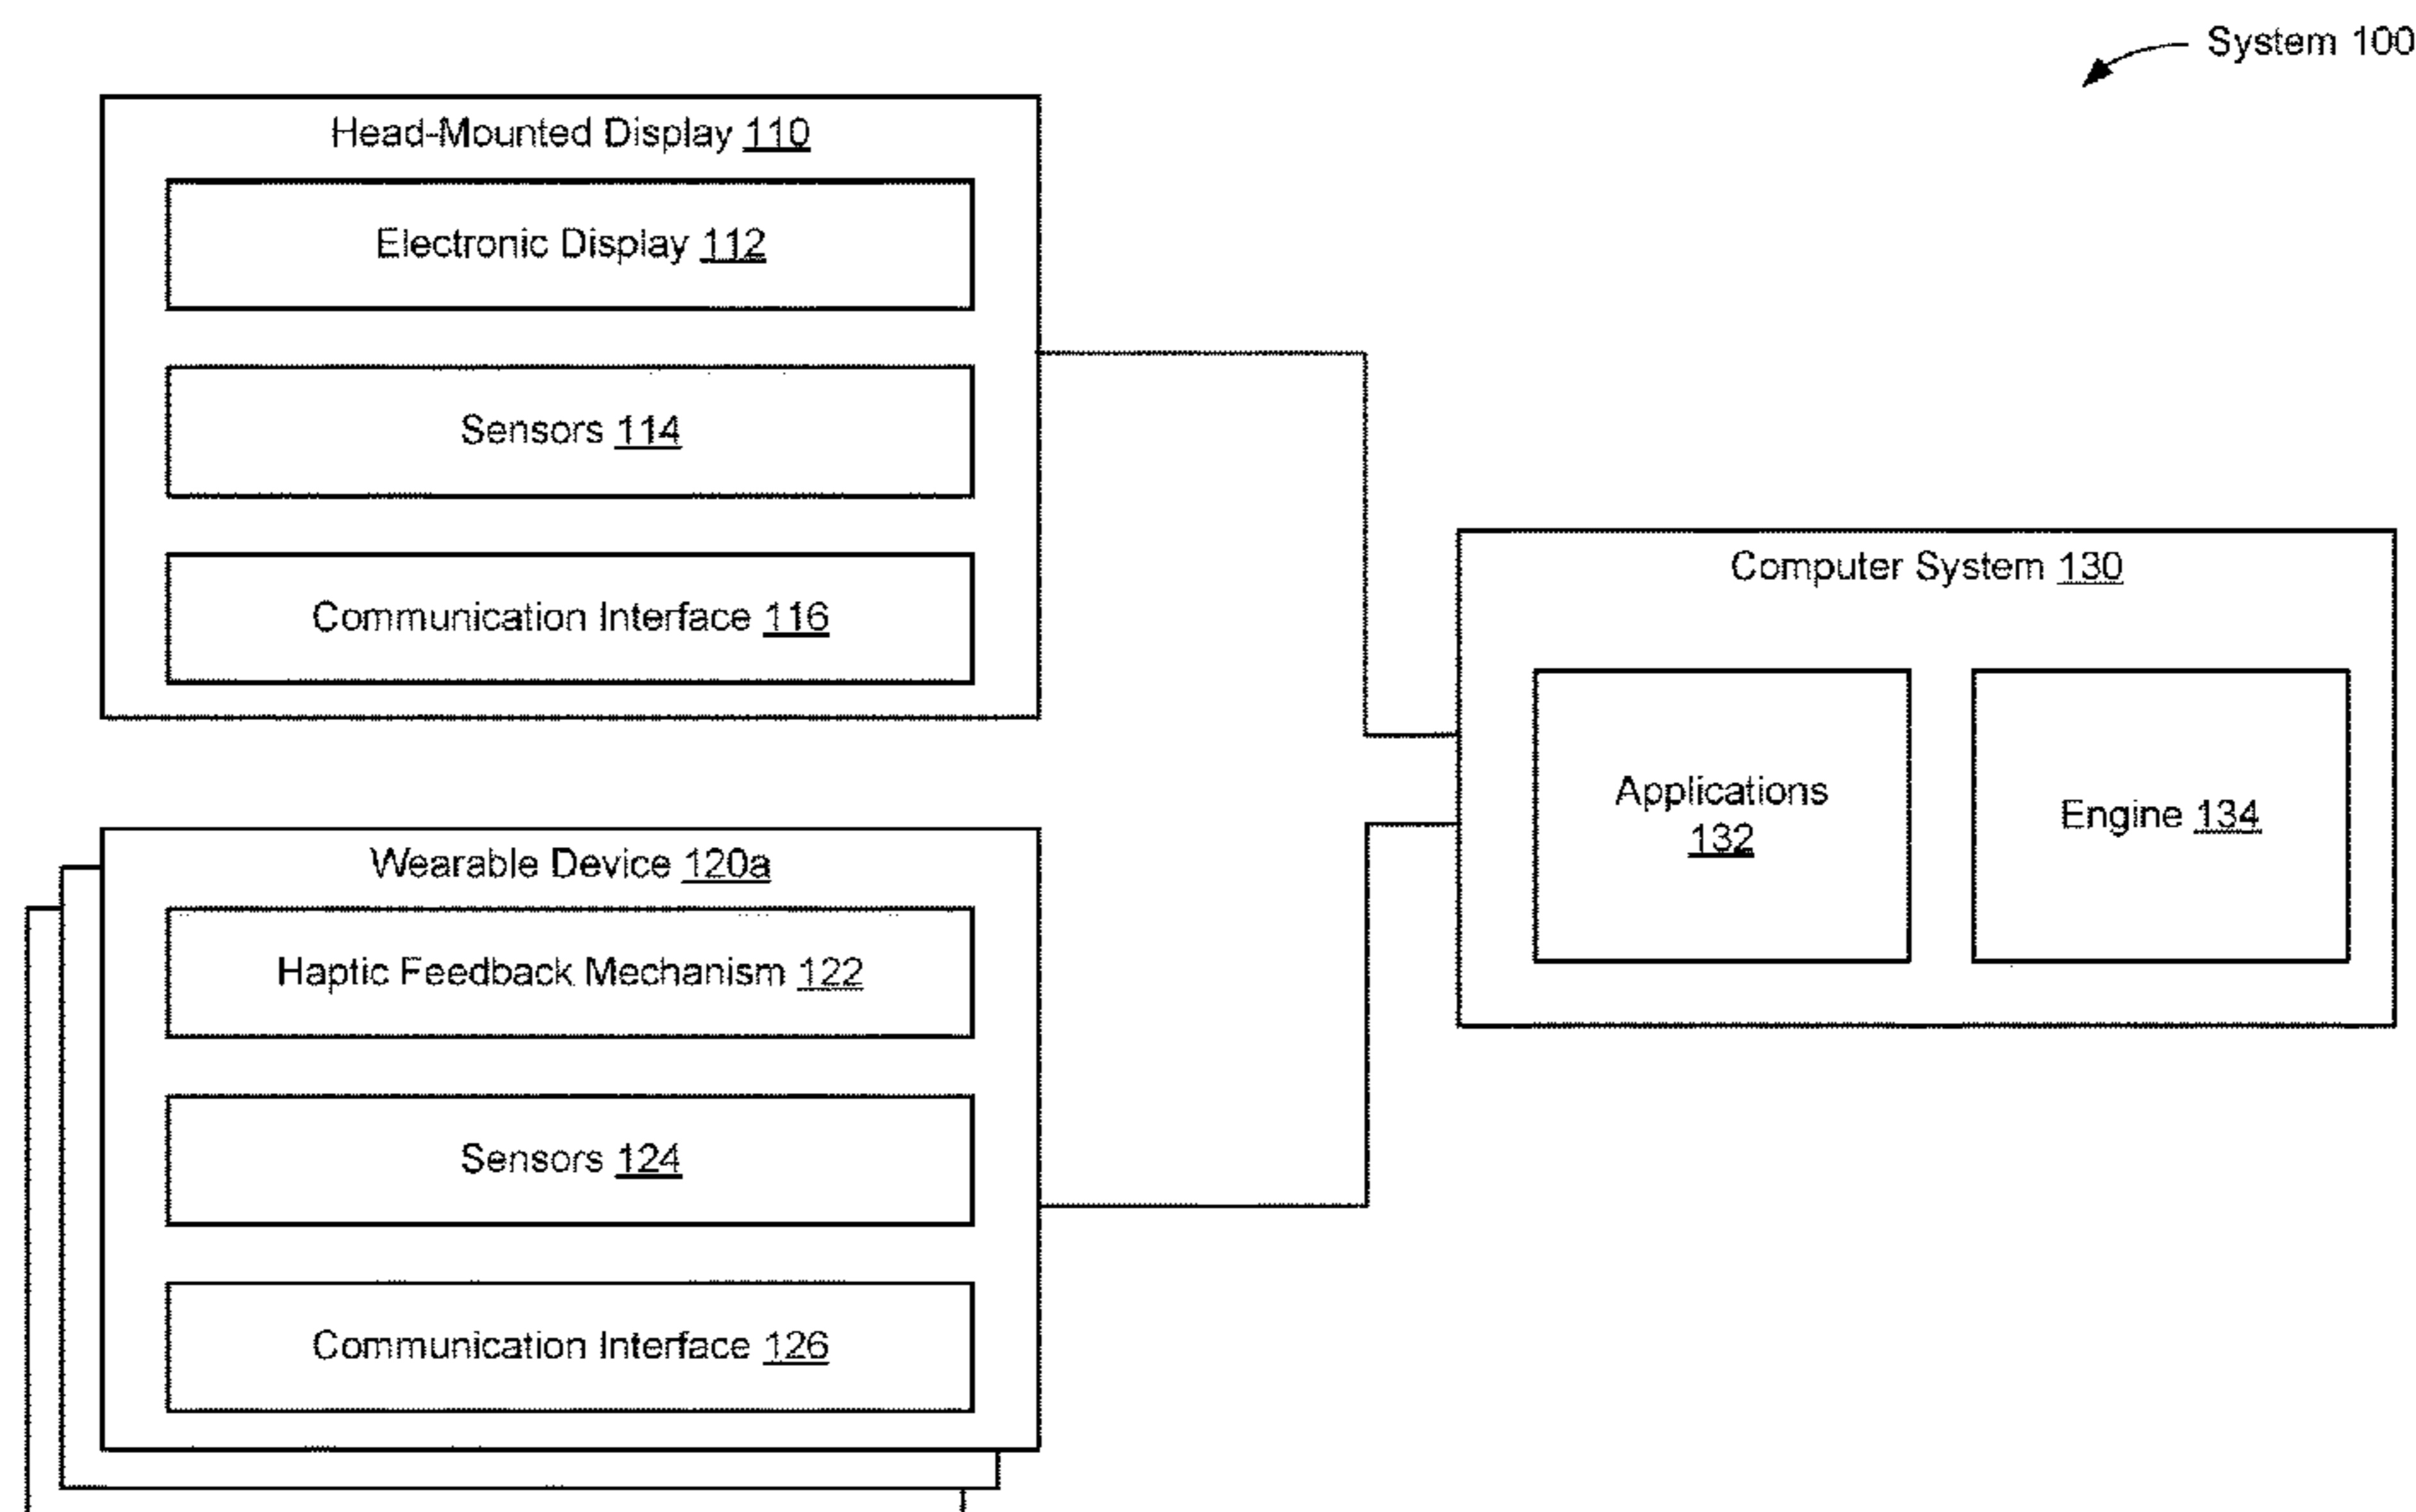 System 100
Head-Mounted Display 110
Electronic Display 112
Sensors 114
Communication Interface 116
Computer System 130
Applications
132
Engine 134
Wearable Device 120a
Haptic Feedback Mechanism 122
Sensors 124
Communication Interface 126